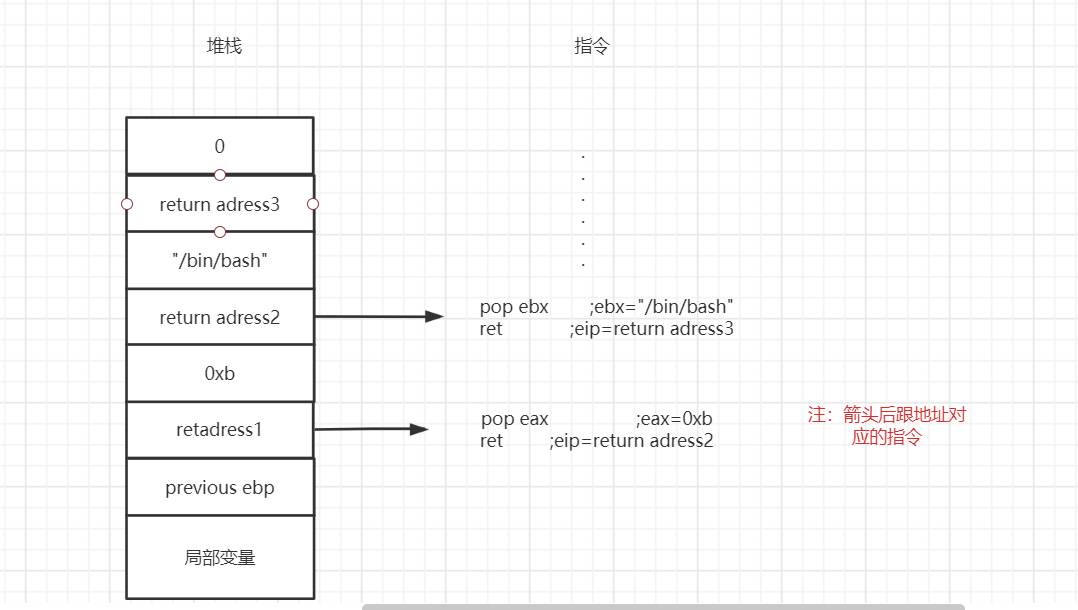 堆栈
指令
0
return adress3
"/bin/bash"
return adress2
0xb
retadress1
previous ebp
局部变量
.
.
.
.
.
.
pop ebx ;ebx="/bin/bash"
ret ;eip=return adress3
pop eax ;eax=0xb
ret ;eip=return adress2
注：箭头后跟地址对
应的指令